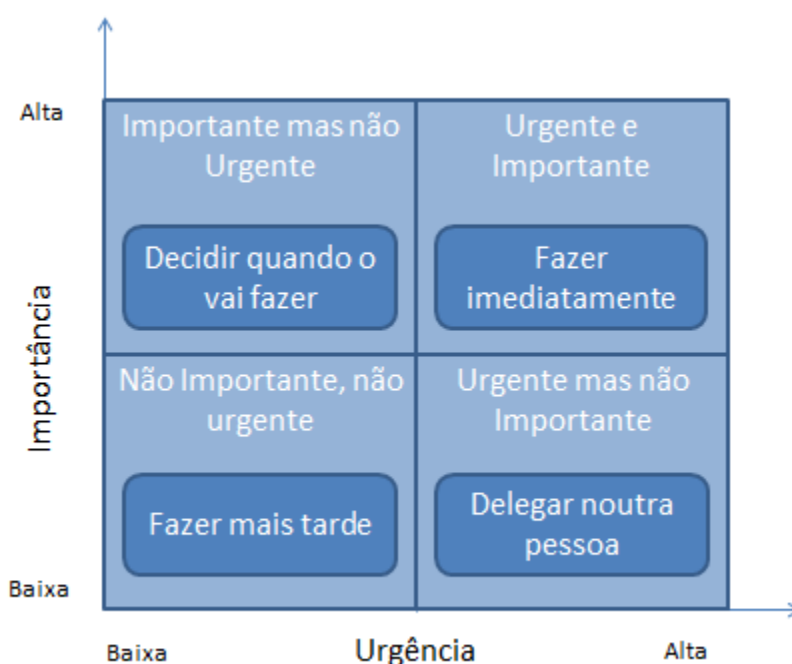 Alta
Importante mas não
Urgente
Urgente e
Importante
Decidir quando o
vai fazer
Fazer
imediatamente
Importância
Não Importante, não
urgente
Urgente mas não
Importante
Fazer mais tarde
Delegar noutra
pessoa
Baixa
Baixa
Urgência
Alta